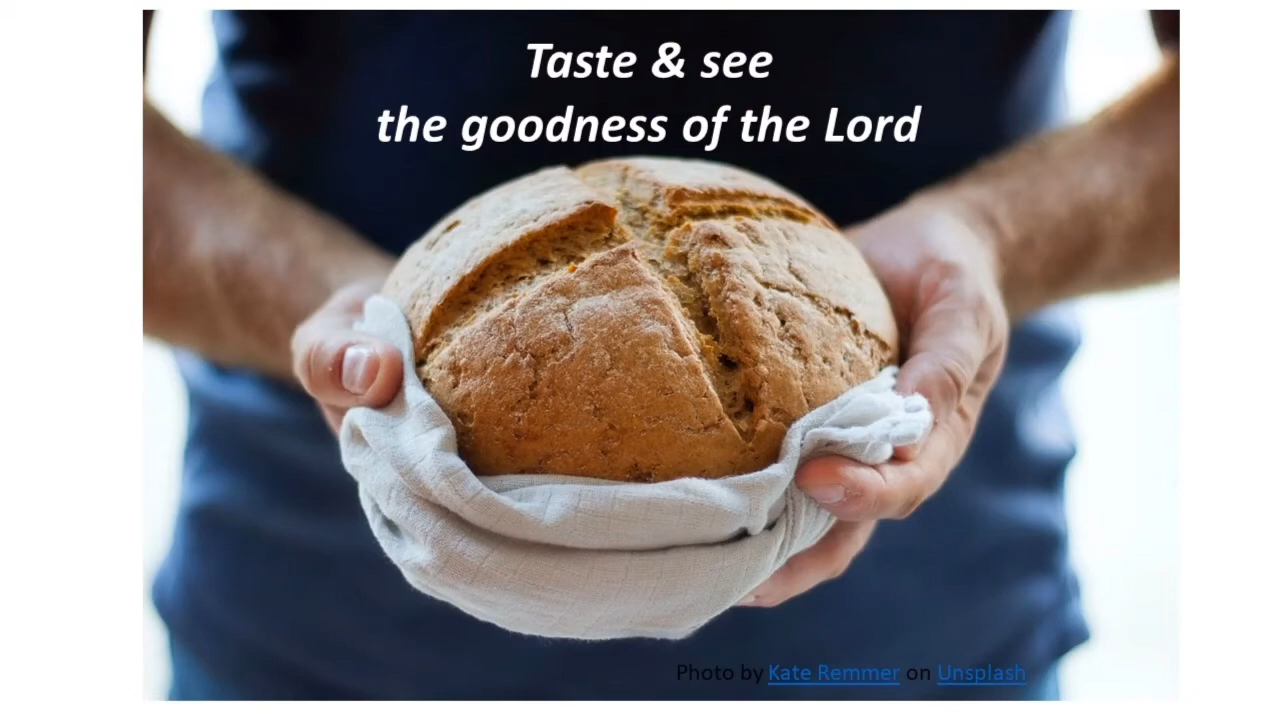 Taste & see
the goodness of the Lord
Photo by Kate Remmer on Unsplash